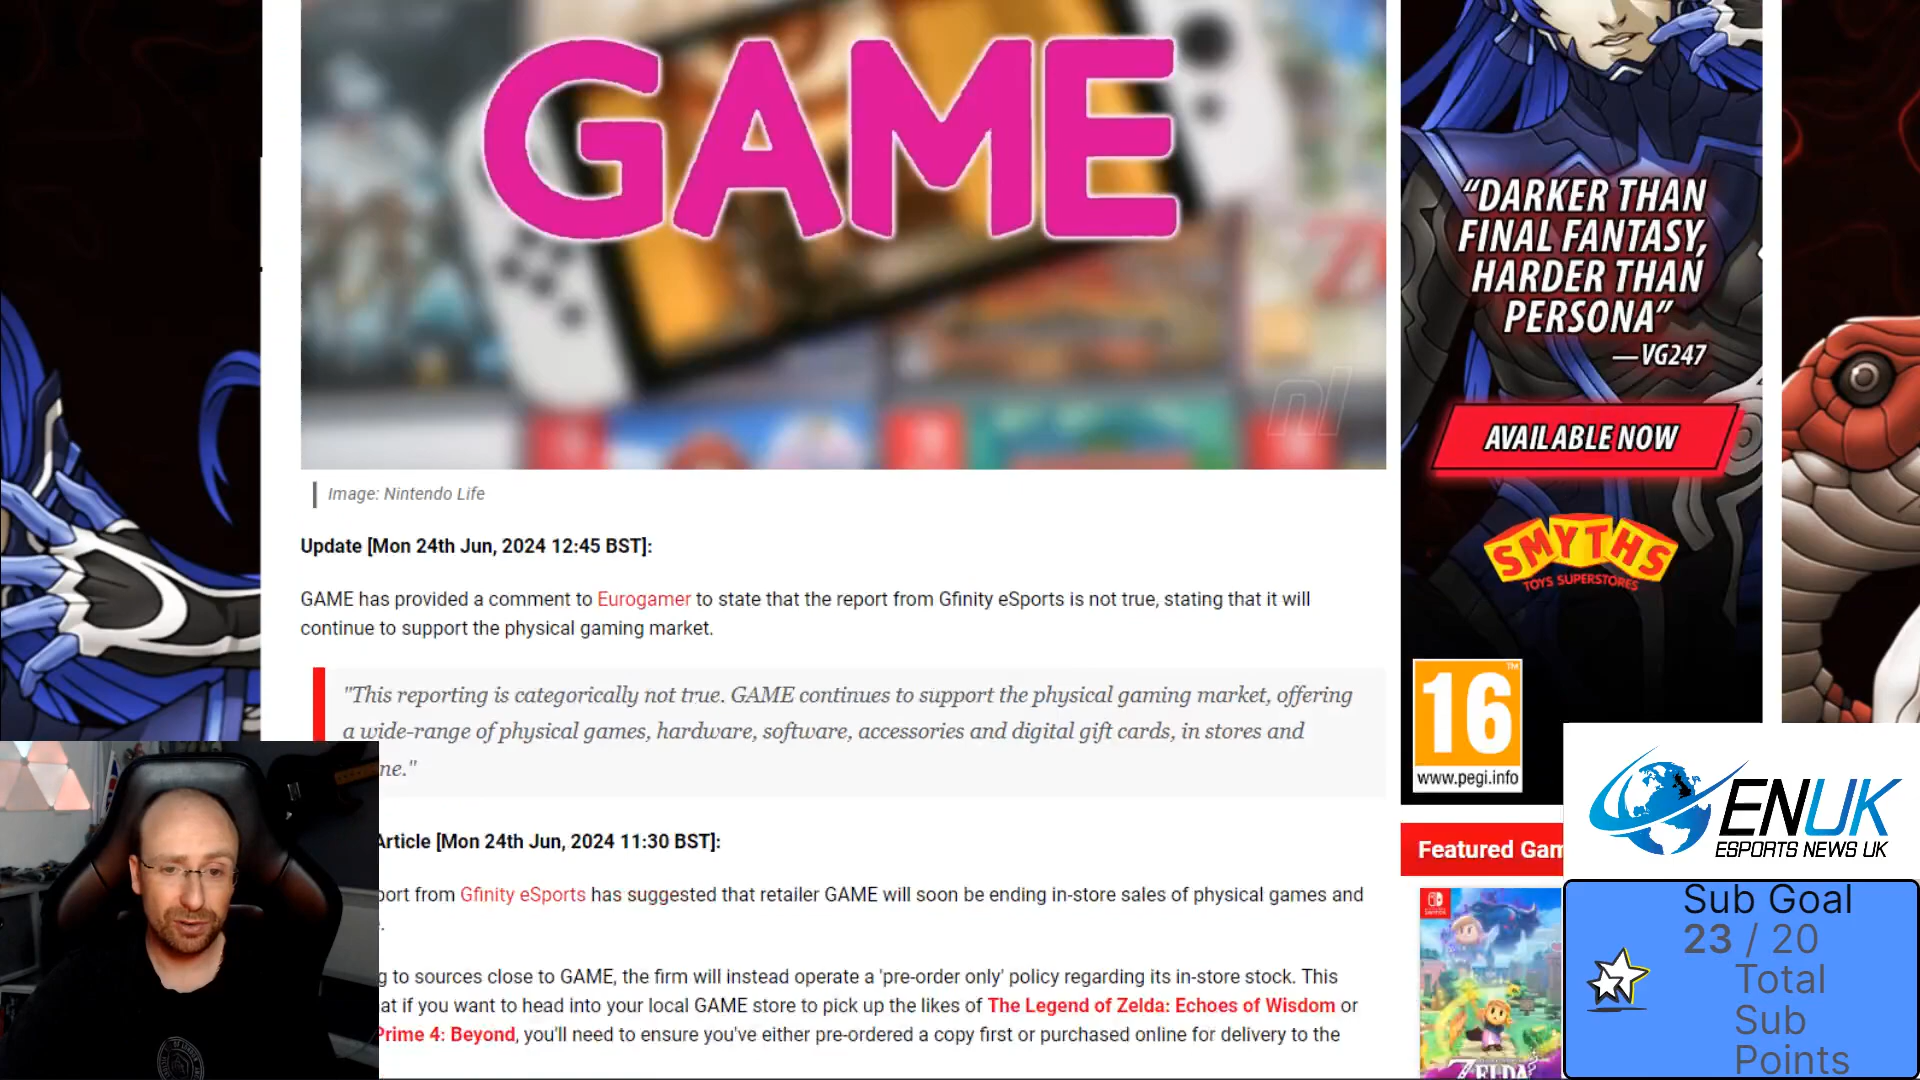 GAME
nl
Image: Nintendo Life
Update [Mon 24th Jun, 2024 12:45 BST]:
GAME has provided a comment to Eurogamer to state that the report from Gfinity eSports is not true, stating that it will
continue to support the physical gaming market.
"This reporting is categorically not true. GAME continues to support the physical gaming market, offering
a wide-range of physical games, hardware, software, accessories and digital gift cards, in stores and
ne."
Article [Mon 24th Jun, 2024 11:30 BST]:
port from Gfinity eSports has suggested that retailer GAME will soon be ending in-store sales of physical games and
g to sources close to GAME, the firm will instead operate a 'pre-order only' policy regarding its in-store stock. This
at if you want to head into your local GAME store to pick up the likes of The Legend of Zelda: Echoes of Wisdom or
Prime 4: Beyond, you'll need to ensure you've either pre-ordered a copy first or purchased online for delivery to the
“DARKER THAN
FINAL FANTASY,
HARDER THAN
PERSONA”
—VG247
AVAILABLE NOW
SMYTHS
TOYS SUPERSTORES
16
www.pegi.info
Featured Gam
ZELDA
ENUK
ESPORTS NEWS UK
Sub Goal
23 / 20
Total
Sub
Points